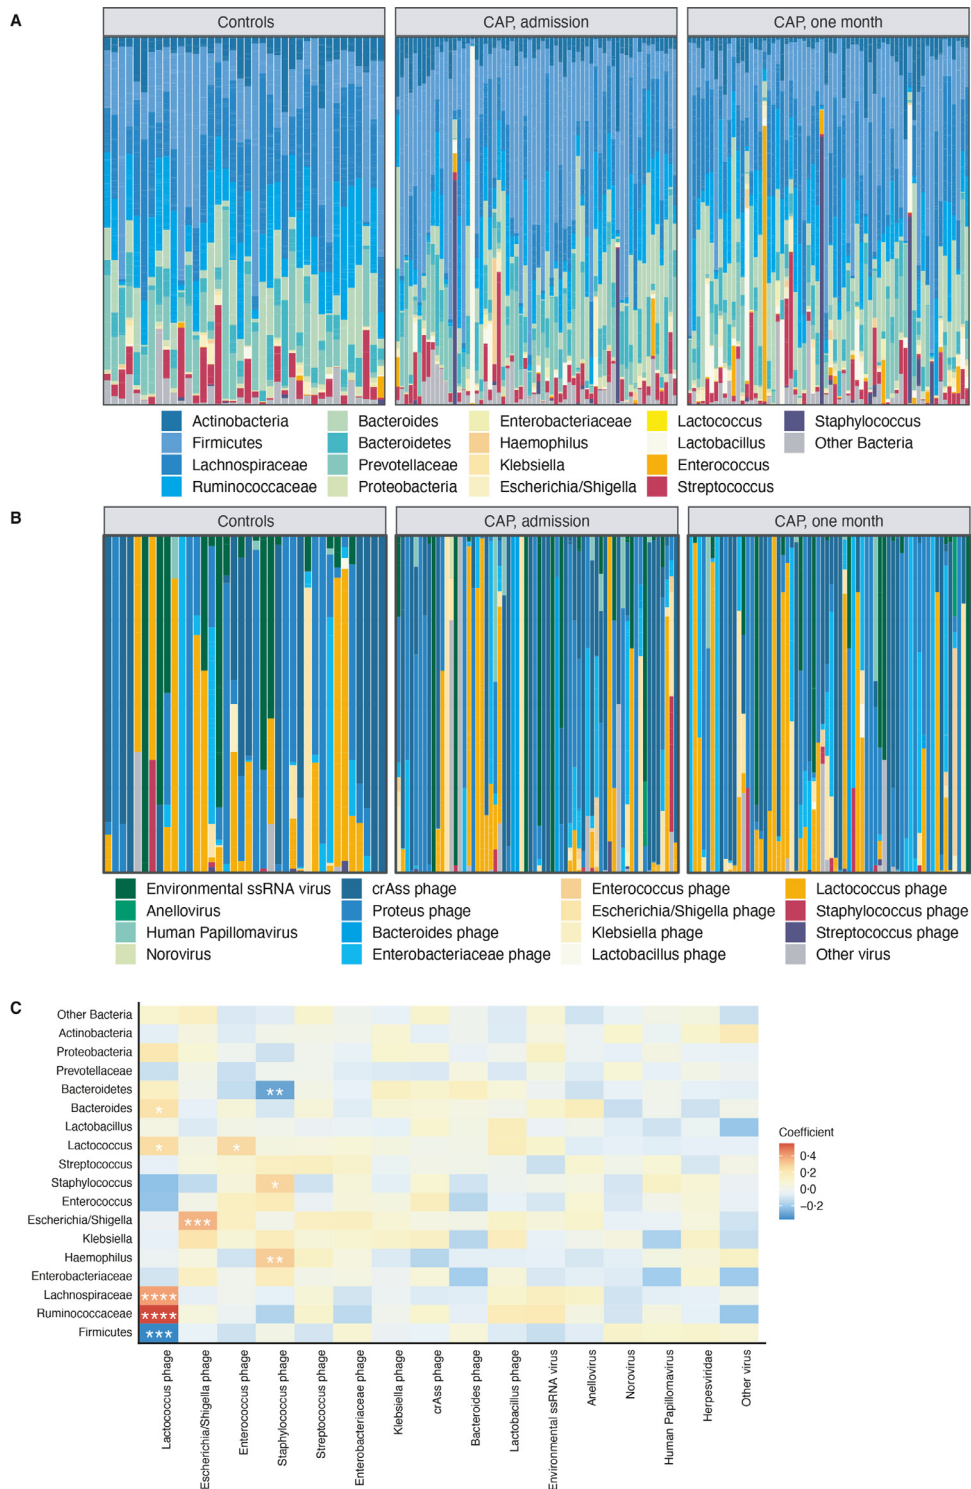 A
Controls
CAP, admission
CAP, one month
Actinobacteria
Firmicutes
Lachnospiraceae
Ruminococcaceae
Bacteroides
Bacteroidetes
Prevotellaceae
Proteobacteria
Enterobacteriaceae
Haemophilus
Klebsiella
Escherichia/Shigella
Lactococcus
Lactobacillus
Enterococcus
Streptococcus
Staphylococcus
Other Bacteria
B
Controls
CAP, admission
CAP, one month
Environmental ssRNA virus
Anellovirus
Human Papillomavirus
Norovirus
crAss phage
Proteus phage
Bacteroides phage
Enterobacteriaceae phage
Enterococcus phage
Escherichia/Shigella phage
Klebsiella phage
Lactobacillus phage
Lactococcus phage
Staphylococcus phage
Streptococcus phage
Other virus
C
Other Bacteria
Actinobacteria
Proteobacteria
Prevotellaceae
Bacteroidetes
**
Bacteroides
*
Lactobacillus
Lactococcus
*
*
Streptococcus
Staphylococcus
*
Enterococcus
Escherichia/Shigella
***
Klebsiella
Haemophilus
**
Enterobacteriaceae
Lachnospiraceae
****
Ruminococcaceae
****
Firmicutes
***
Lactococcus phage
Escherichia/Shigella phage
Enterococcus phage
Staphylococcus phage
Streptococcus phage
Enterobacteriaceae phage
Klebsiella phage
crAss phage
Bacteroides phage
Lactobacillus phage
Environmental ssRNA virus
Anellovirus
Norovirus
Human Papillomavirus
Herpesviridae
Other virus
Coefficient
0·4
0·2
0·0
−0·2